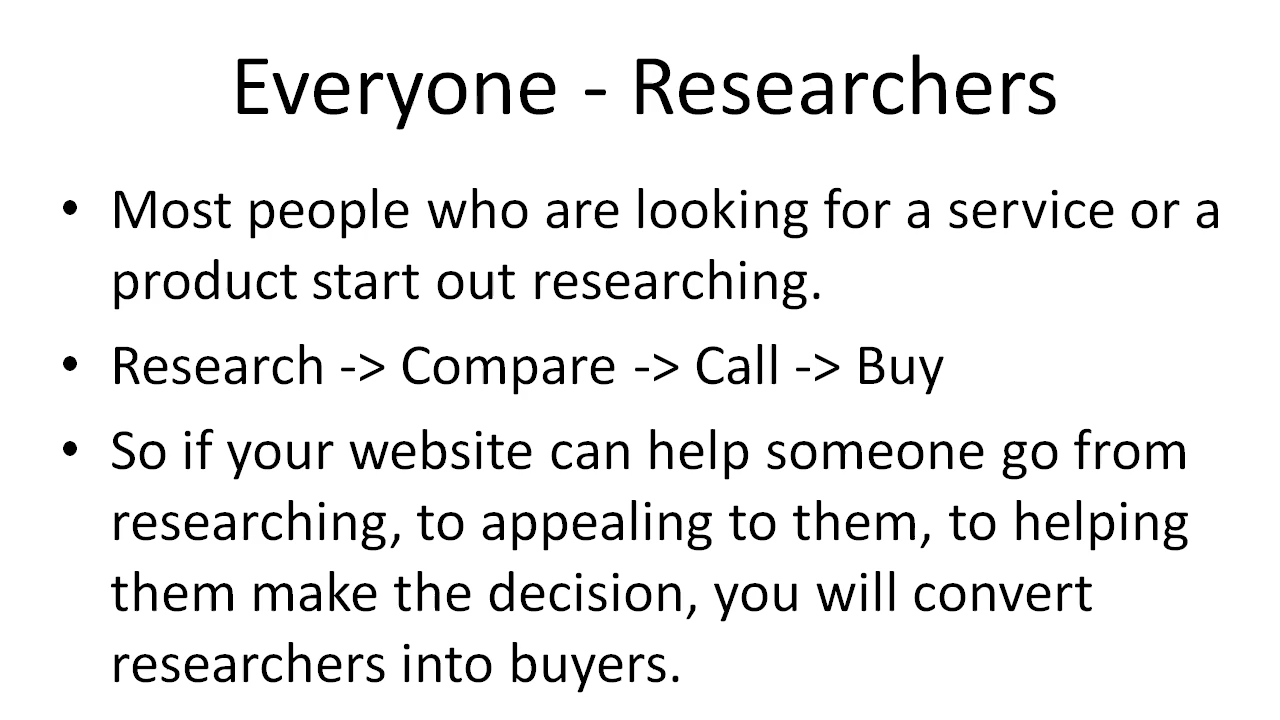 Everyone - Researchers
• Most people who are looking for a service or a
product start out researching.
• Research -> Compare -> Call -> Buy
• So if your website can help someone go from
researching, to appealing to them, to helping
them make the decision, you will convert
researchers into buyers.